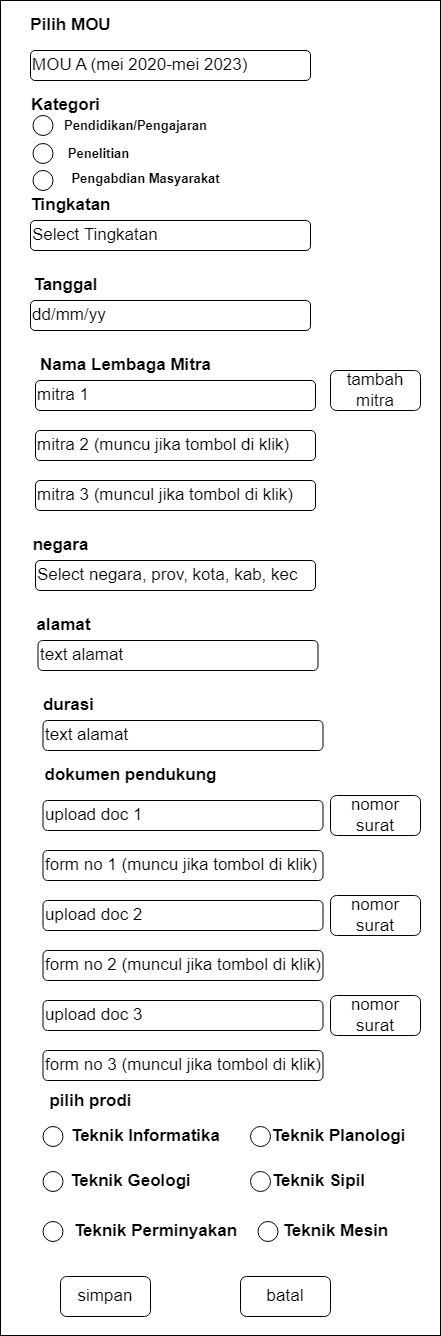 Pilih MOU
MOU A (mei 2020-mei 2023)
Kategori
Pendidikan/Pengajaran
Penelitian
Pengabdian Masyarakat
Tingkatan
Select Tingkatan
Tanggal
dd/mm/yy
Nama Lembaga Mitra
mitra 1
tambah
mitra
mitra 2 (muncu jika tombol di klik)
mitra 3 (muncul jika tombol di klik)
negara
Select negara, prov, kota, kab, kec
alamat
text alamat
durasi
text alamat
dokumen pendukung
upload doc 1
nomor
surat
form no 1 (muncu jika tombol di klik)
upload doc 2
nomor
surat
form no 2 (muncul jika tombol di klik)
upload doc 3
nomor
surat
form no 3 (muncul jika tombol di klik)
pilih prodi
Teknik Informatika Teknik Planologi
Teknik Geologi Teknik Sipil
Teknik Perminyakan Teknik Mesin
simpan batal